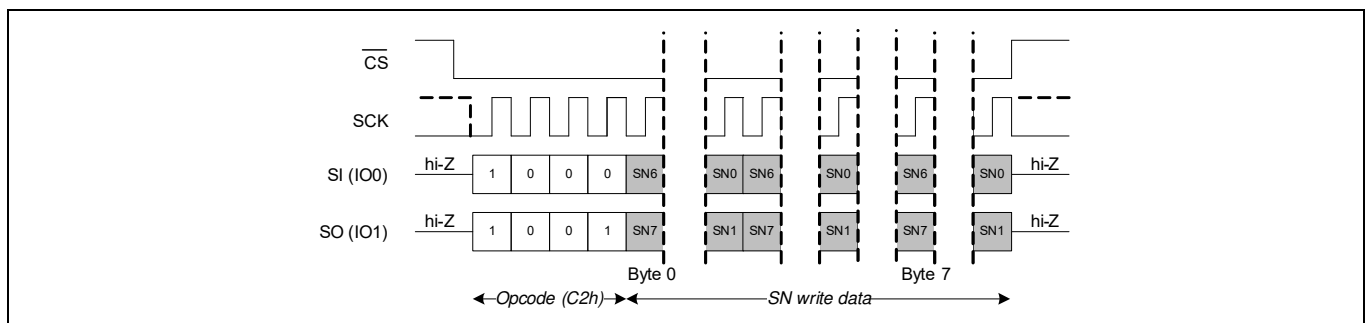 CS
SCK
SI (IO0) hi-Z 1 0 0 0 SN6 SN0 SN6 SN0 SN6 SN0 hi-Z
SO (IO1) hi-Z 1 0 0 1 SN7 SN1 SN7 SN1 SN7 SN1 hi-Z
Byte 0 Byte 7
Opcode (C2h) SN write data